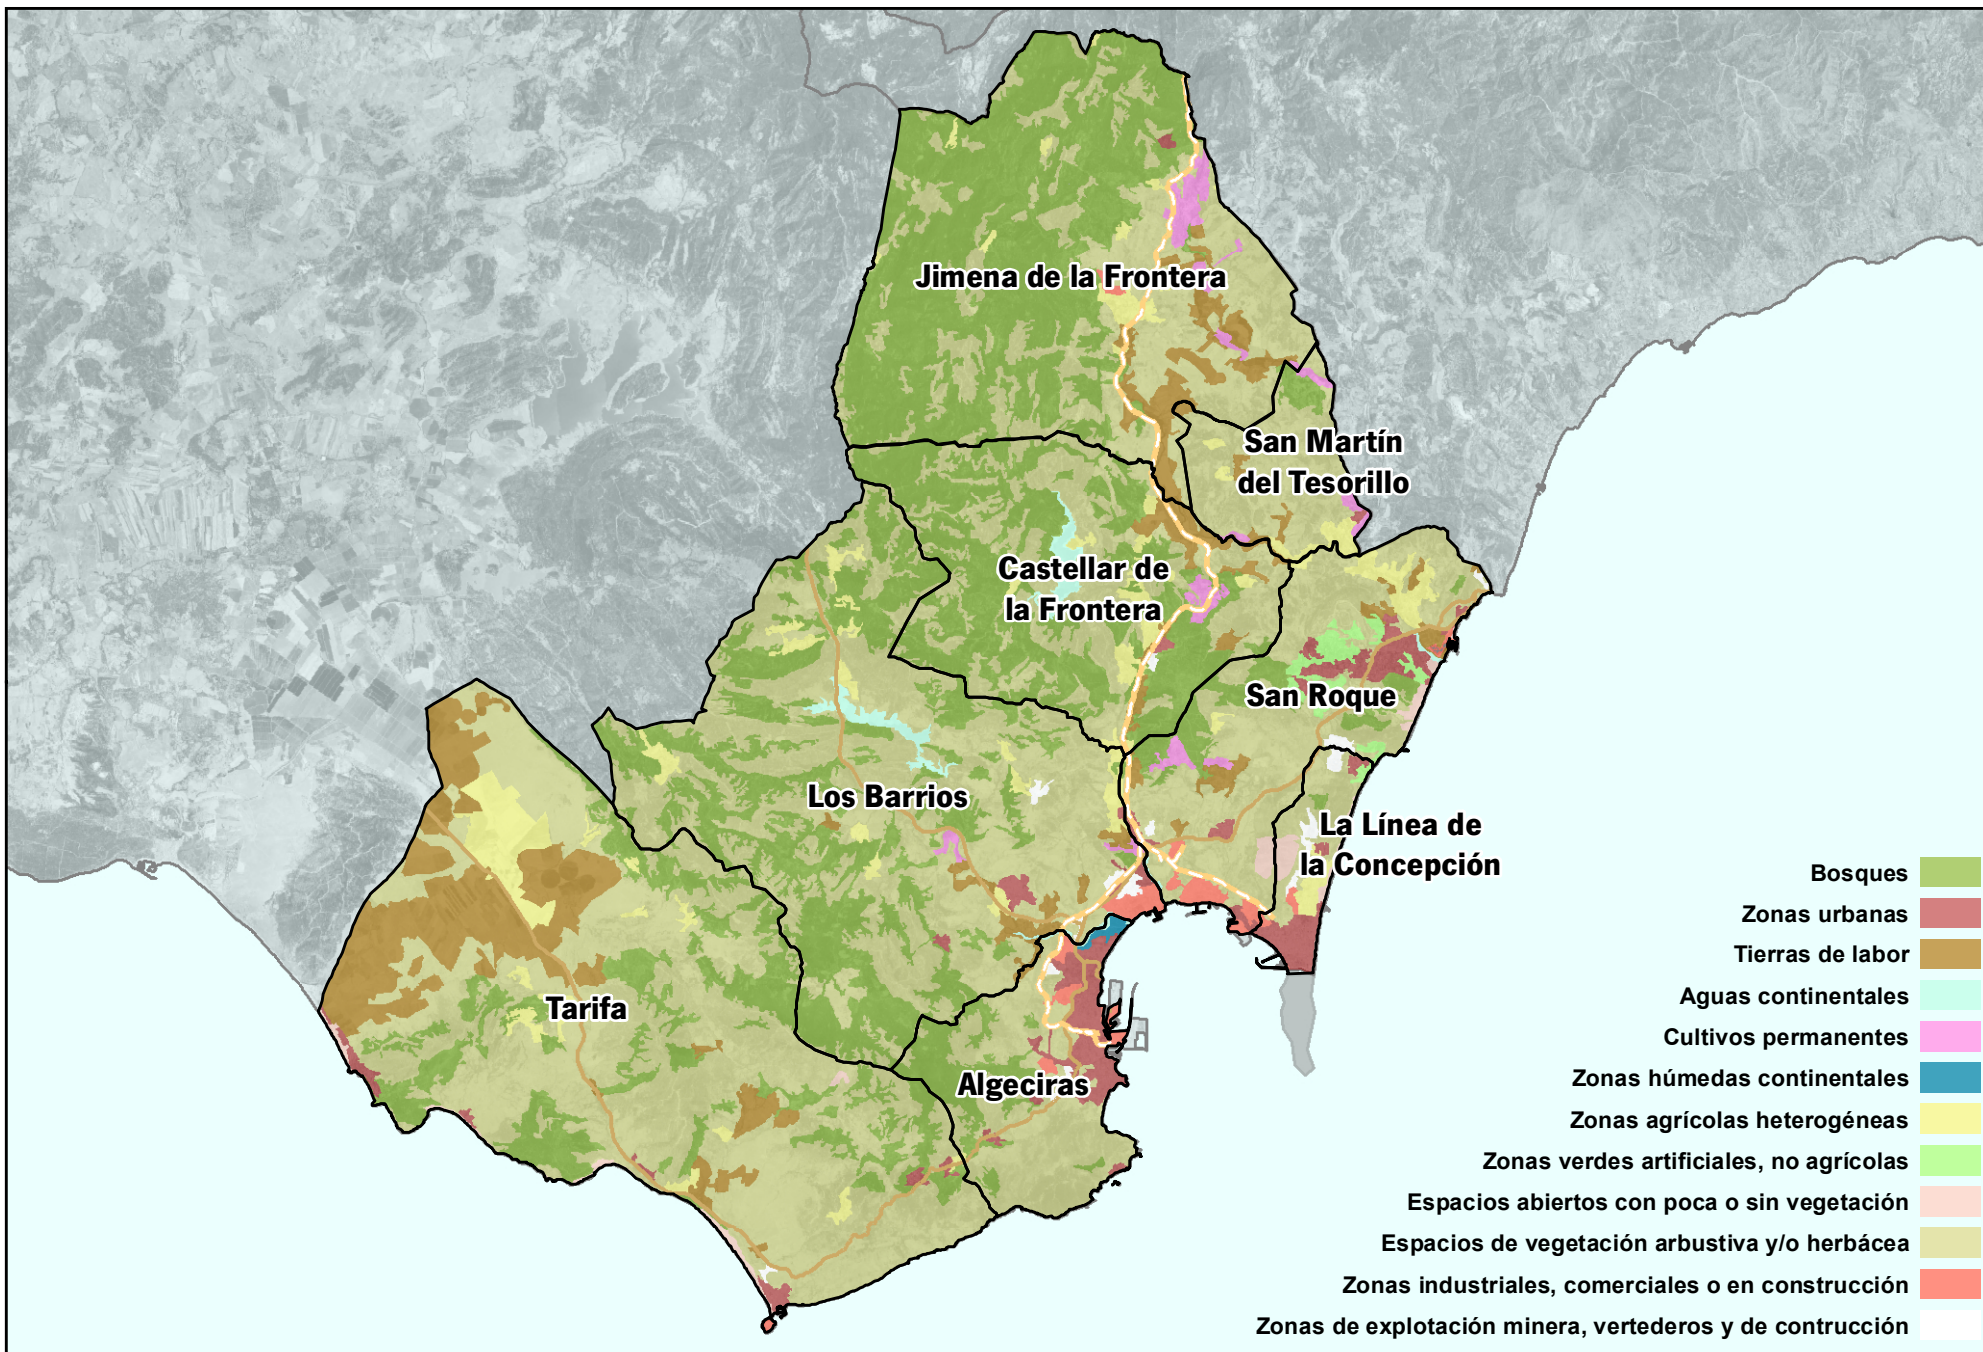 Jimena de la Frontera
San Martín
del Tesorillo
Castellar de
la Frontera
San Roque
Los Barrios
La Línea de
la Concepción
Tarifa
Algeciras
Bosques
Zonas urbanas
Tierras de labor
Aguas continentales
Cultivos permanentes
Zonas húmedas continentales
Zonas agrícolas heterogéneas
Zonas verdes artificiales, no agrícolas
Espacios abiertos con poca o sin vegetación
Espacios de vegetación arbustiva y/o herbácea
Zonas industriales, comerciales o en construcción
Zonas de explotación minera, vertederos y de contrucción